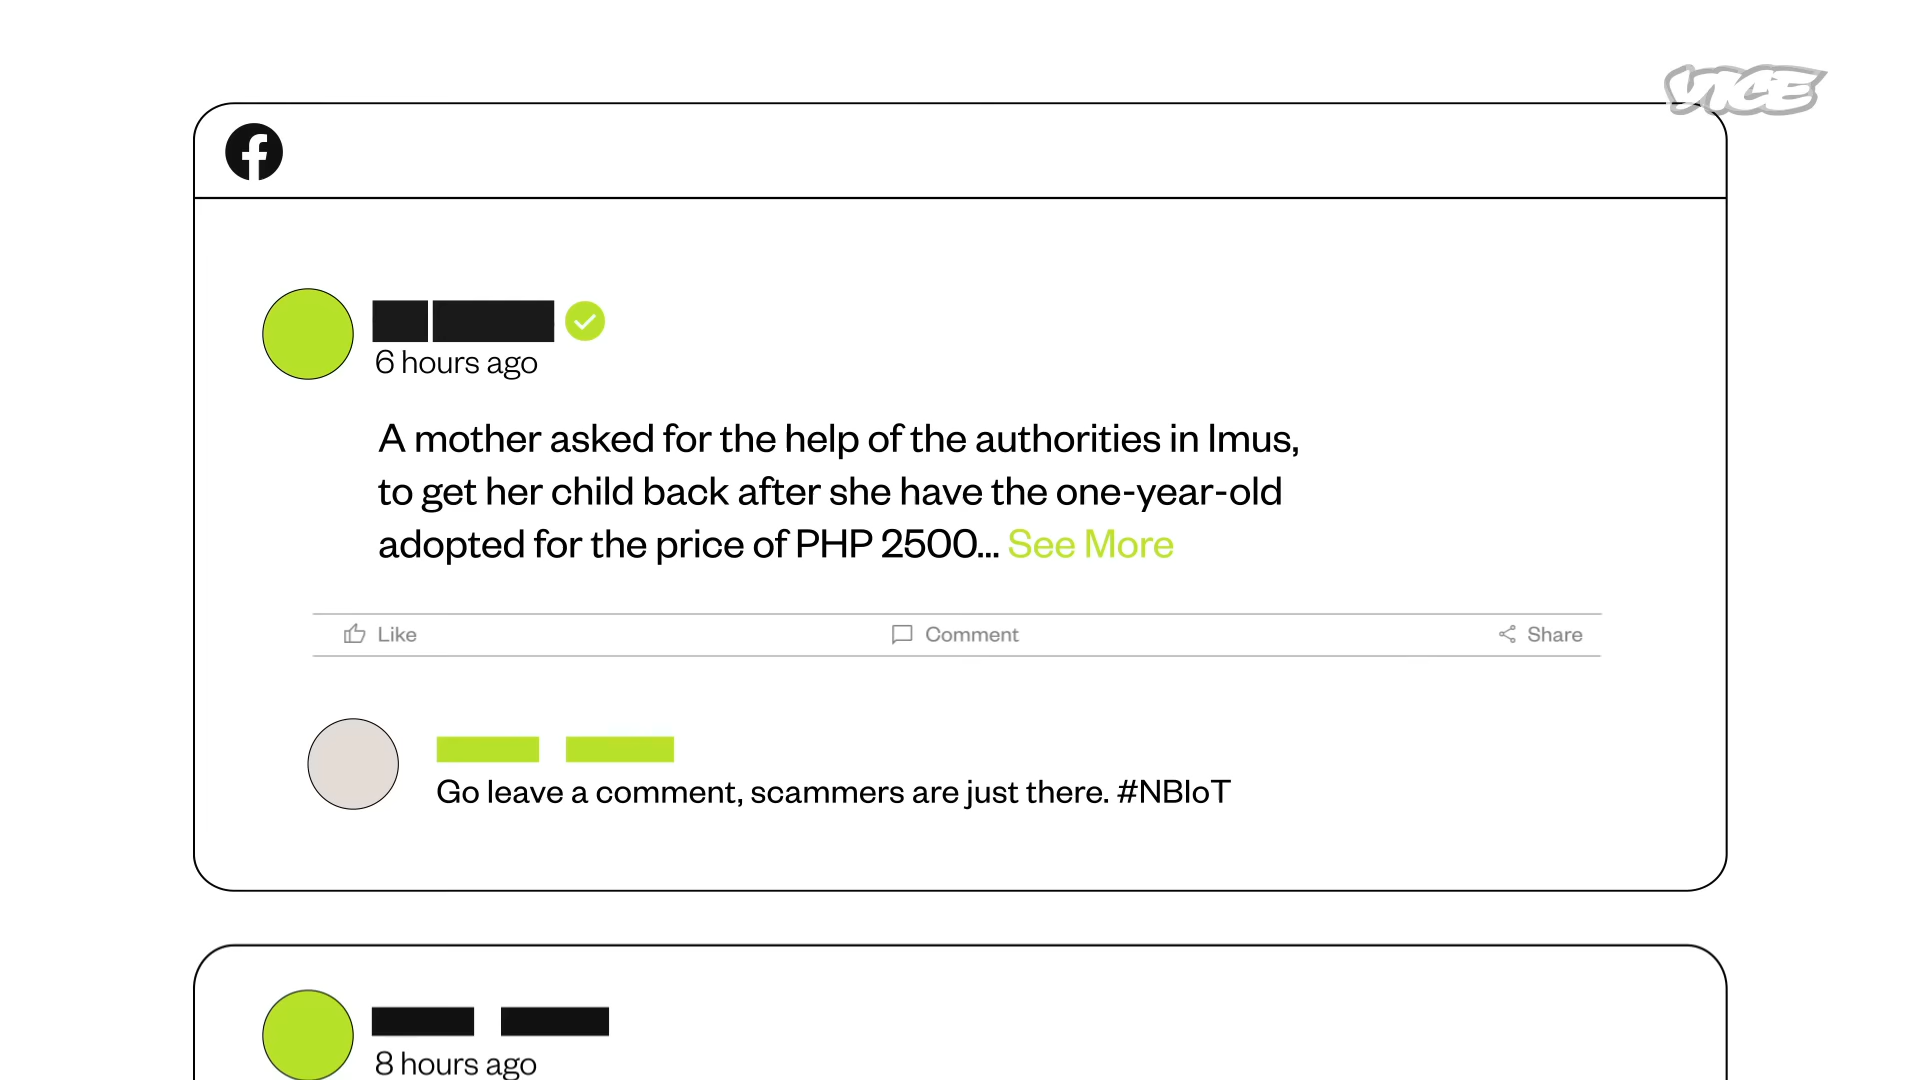 VICE
6 hours ago
A mother asked for the help of the authorities in Imus,
to get her child back after she have the one-year-old
adopted for the price of PHP 2500... See More
Like
Comment
Share
Go leave a comment, scammers are just there. #NBIoT
8 hours ago